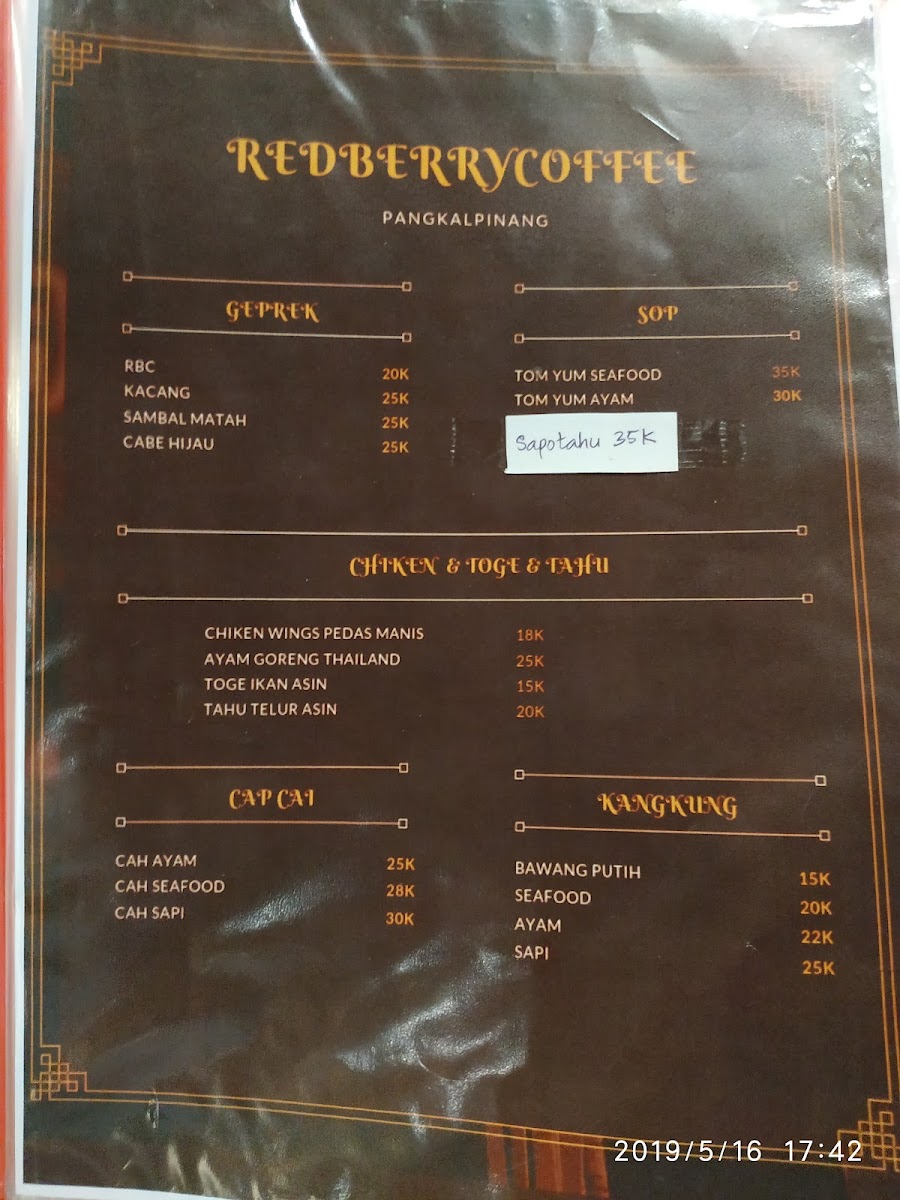 REDBERRYCOFFEE
PANGKALPINANG
GEPREK
RBC 20K
KACANG 25K
SAMBAL MATAH 25K
CABE HIJAU 25K
SOP
TOM YUM SEAFOOD 35K
TOM YUM AYAM 30K
Sapotahu 35K
CHIKEN & TOGE & TAHU
CHIKEN WINGS PEDAS MANIS 18K
AYAM GORENG THAILAND 25K
TOGE IKAN ASIN 15K
TAHU TELUR ASIN 20K
CAP CAI
CAH AYAM 25K
CAH SEAFOOD 28K
CAH SAPI 30K
KANGKUNG
BAWANG PUTIH 15K
SEAFOOD 20K
AYAM 22K
SAPI 25K
2019/5/16 17:42